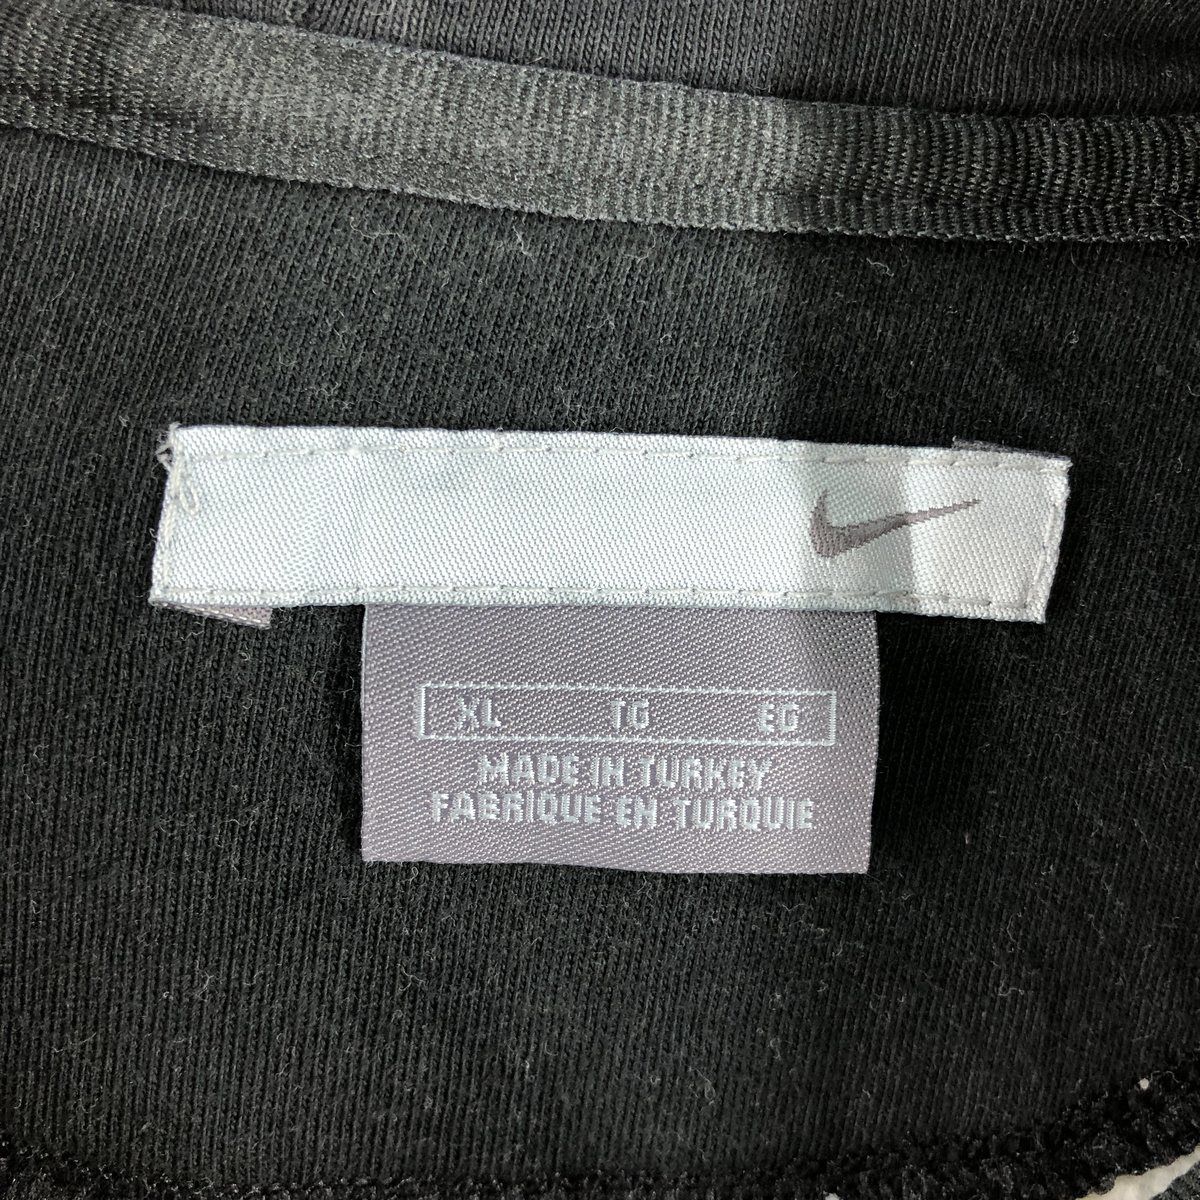 XL TG EG
MADE IN TURKEY
FABRIQUE EN TURQUIE